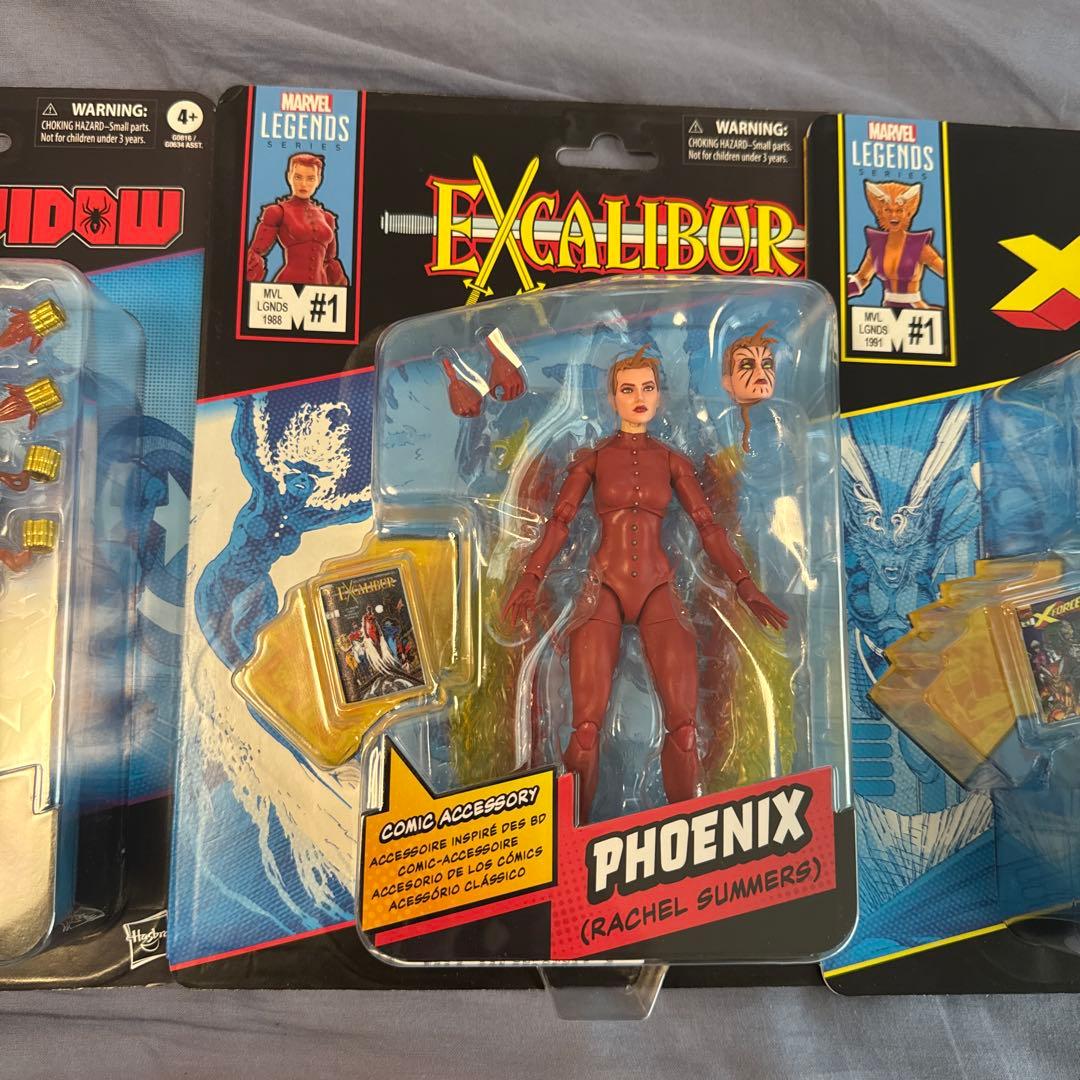 WARNING:
CHOKING HAZARD–Small parts.
Not for children under 3 years.
4+
G0816 /
G0634 ASST.
WIDOW
Hasbro
MARVEL
LEGENDS
SERIES
MVL
LGNDS
1988
M#1
WARNING:
CHOKING HAZARD–Small parts.
Not for children under 3 years.
EXCALIBUR
EXCALIBUR
COMIC ACCESSORY
ACCESSOIRE INSPIRÉ DES BD
COMIC-ACCESSOIRE
ACCESORIO DE LOS CÓMICS
ACESSÓRIO CLÁSSICO
PHOENIX
(RACHEL SUMMERS)
MARVEL
LEGENDS
SERIES
MVL
LGNDS
1991
M#1
X
X-FORCE